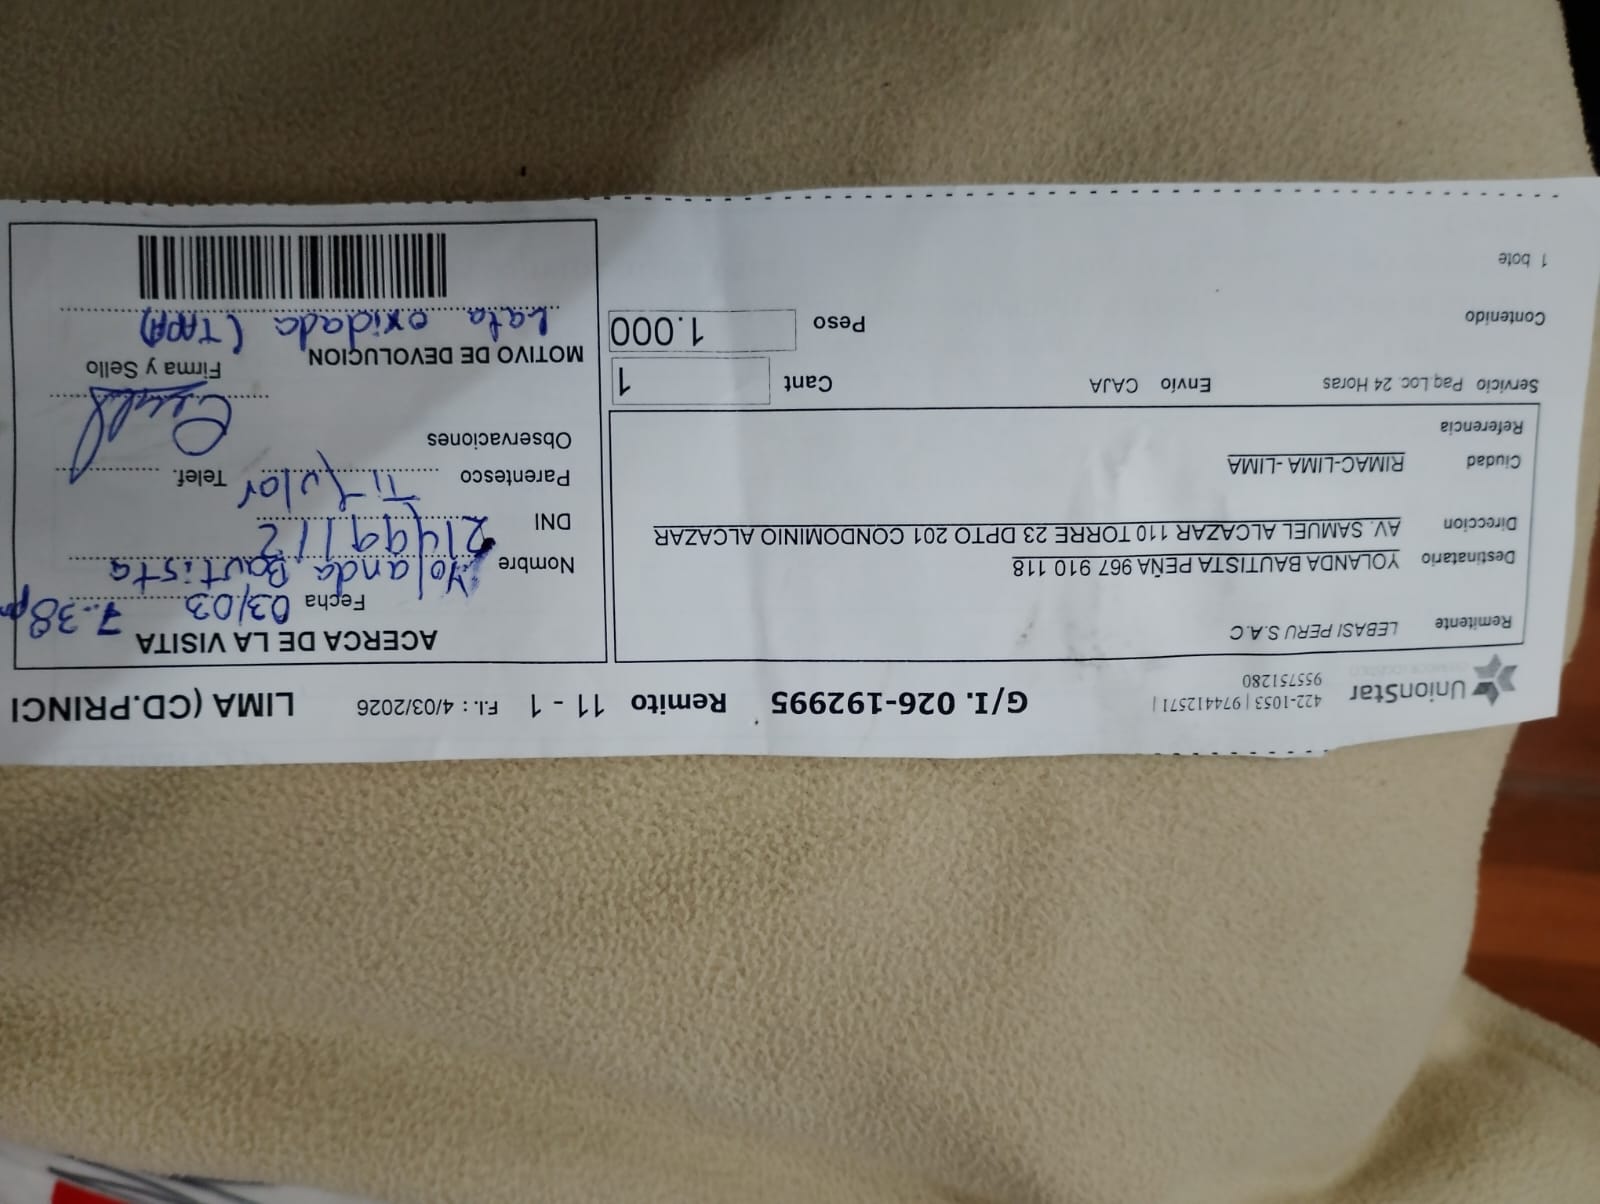 UnionStar 422-1053 | 974412571 | 955751280 G/I. 026-192995 Remito 11 - 1 F.I.: 4/03/2026 LIMA (CD.PRINCI
Remitente LEBASI PERU S.A.C
Destinatario YOLANDA BAUTISTA PEÑA 967 910 118
Direccion AV. SAMUEL ALCAZAR 110 TORRE 23 DPTO 201 CONDOMINIO ALCAZAR
Ciudad RIMAC-LIMA -LIMA
Referencia
Servicio Paq.Loc. 24 Horas Envío CAJA Cant 1
Contenido Peso 1.000
1 bote
ACERCA DE LA VISITA
Fecha 03/03 7:38p
Nombre Yolanda Bautista
DNI
Parentesco Titular Telef.
Observaciones
Firma y Sello
MOTIVO DE DEVOLUCION
Lata oxidada (TAPA)